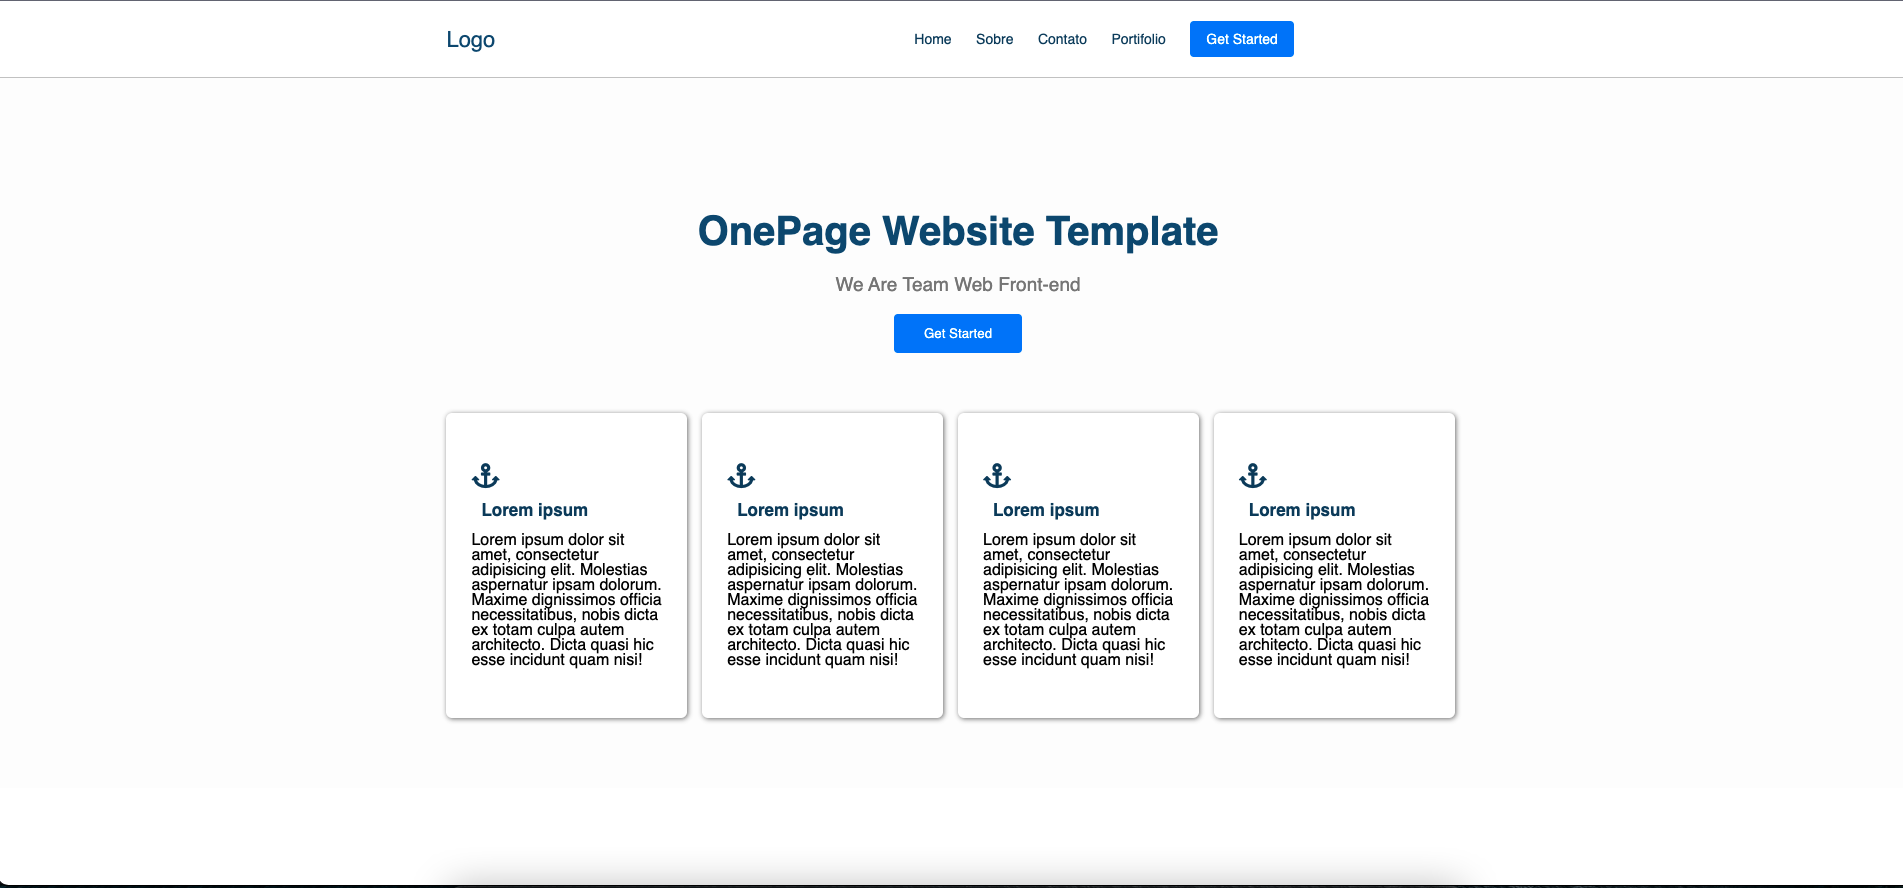 Logo
Home Sobre Contato Portifolio Get Started
OnePage Website Template
We Are Team Web Front-end
Get Started
Lorem ipsum
Lorem ipsum dolor sit
amet, consectetur
adipisicing elit. Molestias
aspernatur ipsam dolorum.
Maxime dignissimos officia
necessitatibus, nobis dicta
ex totam culpa autem
architecto. Dicta quasi hic
esse incidunt quam nisi!
Lorem ipsum
Lorem ipsum dolor sit
amet, consectetur
adipisicing elit. Molestias
aspernatur ipsam dolorum.
Maxime dignissimos officia
necessitatibus, nobis dicta
ex totam culpa autem
architecto. Dicta quasi hic
esse incidunt quam nisi!
Lorem ipsum
Lorem ipsum dolor sit
amet, consectetur
adipisicing elit. Molestias
aspernatur ipsam dolorum.
Maxime dignissimos officia
necessitatibus, nobis dicta
ex totam culpa autem
architecto. Dicta quasi hic
esse incidunt quam nisi!
Lorem ipsum
Lorem ipsum dolor sit
amet, consectetur
adipisicing elit. Molestias
aspernatur ipsam dolorum.
Maxime dignissimos officia
necessitatibus, nobis dicta
ex totam culpa autem
architecto. Dicta quasi hic
esse incidunt quam nisi!